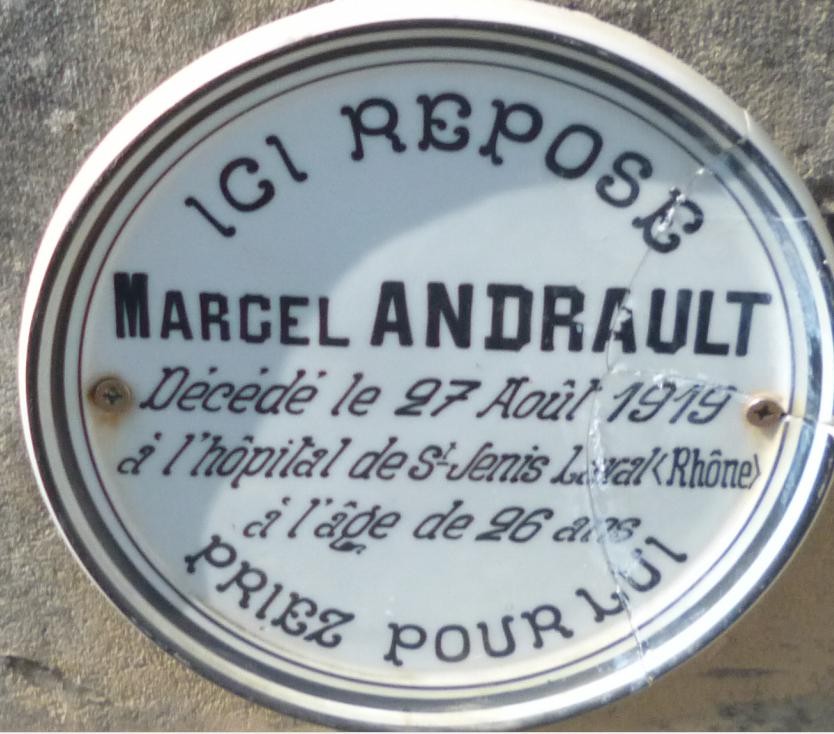 ICI REPOSE
MARCEL ANDRAULT
Décédé le 27 Août 1919
à l'hôpital de St-Jenis Laval (Rhône)
à l'âge de 26 ans
PRIEZ POUR LUI